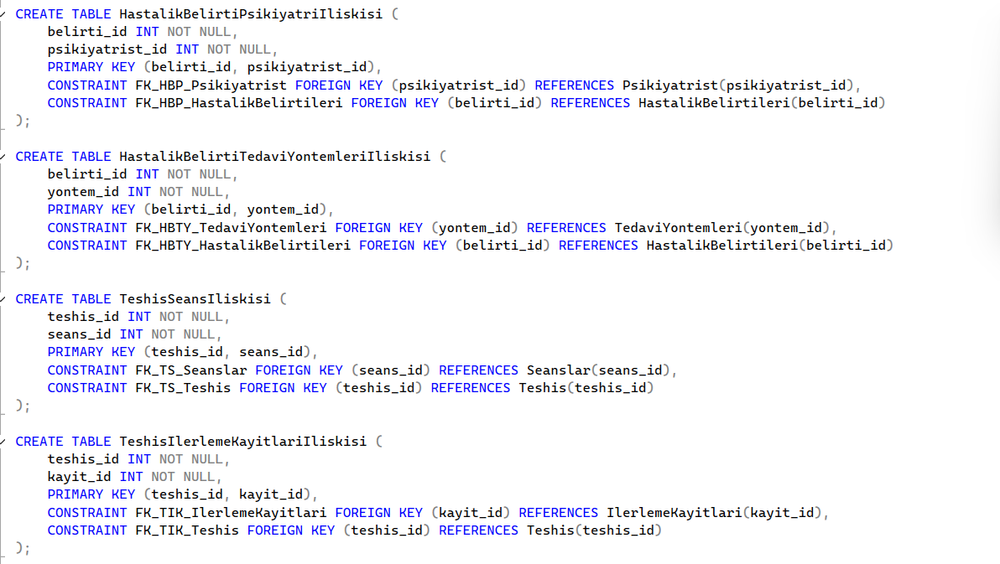 CREATE TABLE HastalikBelirtiPsikiyatriIliskisi (
    belirti_id INT NOT NULL,
    psikiyatrist_id INT NOT NULL,
    PRIMARY KEY (belirti_id, psikiyatrist_id),
    CONSTRAINT FK_HBP_Psikiyatrist FOREIGN KEY (psikiyatrist_id) REFERENCES Psikiyatrist(psikiyatrist_id),
    CONSTRAINT FK_HBP_HastalikBelirtileri FOREIGN KEY (belirti_id) REFERENCES HastalikBelirtileri(belirti_id)
);

CREATE TABLE HastalikBelirtiTedaviYontemleriIliskisi (
    belirti_id INT NOT NULL,
    yontem_id INT NOT NULL,
    PRIMARY KEY (belirti_id, yontem_id),
    CONSTRAINT FK_HBTY_TedaviYontemleri FOREIGN KEY (yontem_id) REFERENCES TedaviYontemleri(yontem_id),
    CONSTRAINT FK_HBTY_HastalikBelirtileri FOREIGN KEY (belirti_id) REFERENCES HastalikBelirtileri(belirti_id)
);

CREATE TABLE TeshisSeansIliskisi (
    teshis_id INT NOT NULL,
    seans_id INT NOT NULL,
    PRIMARY KEY (teshis_id, seans_id),
    CONSTRAINT FK_TS_Seanslar FOREIGN KEY (seans_id) REFERENCES Seanslar(seans_id),
    CONSTRAINT FK_TS_Teshis FOREIGN KEY (teshis_id) REFERENCES Teshis(teshis_id)
);

CREATE TABLE TeshisIlerlemeKayitlariIliskisi (
    teshis_id INT NOT NULL,
    kayit_id INT NOT NULL,
    PRIMARY KEY (teshis_id, kayit_id),
    CONSTRAINT FK_TIK_IlerlemeKayitlari FOREIGN KEY (kayit_id) REFERENCES IlerlemeKayitlari(kayit_id),
    CONSTRAINT FK_TIK_Teshis FOREIGN KEY (teshis_id) REFERENCES Teshis(teshis_id)
);